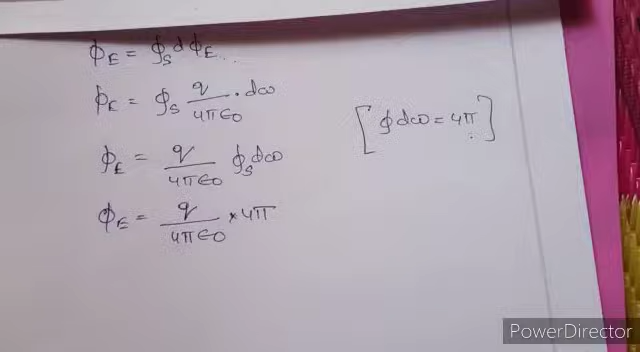 ϕE = ∮S dϕE..
ϕE = ∮S q/4πϵ0 . dω
[∮dω = 4π]
ϕE = q/4πϵ0 ∮S dω
ϕE = q/4πϵ0 × 4π
PowerDirector